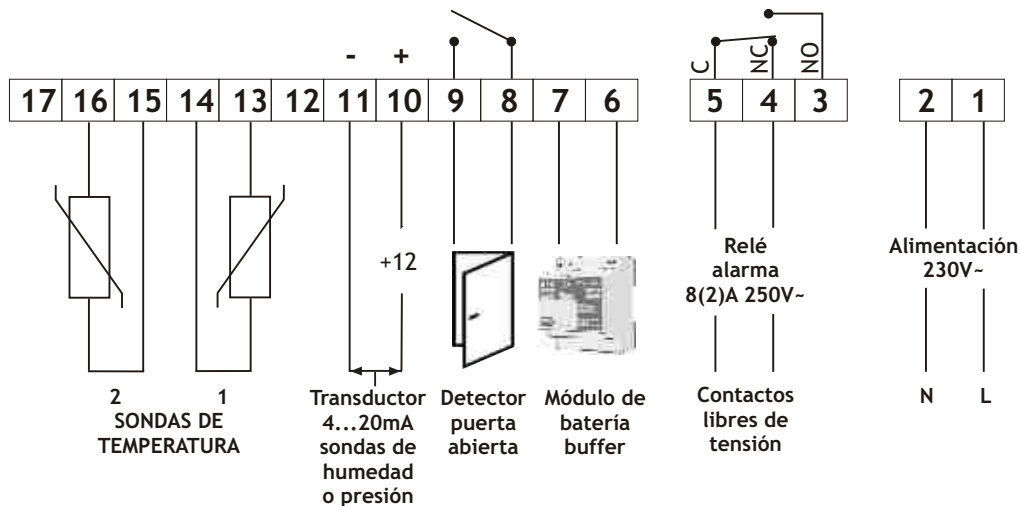 C
NC
NO
- +
17 16 15 14 13 12 11 10 9 8 7 6
5 4 3
2 1
+12
Relé
alarma
8(2)A 250V~
Alimentación
230V~
2 1
SONDAS DE
TEMPERATURA
Transductor
4...20mA
sondas de
humedad
o presión
Detector
puerta
abierta
Módulo de
batería
buffer
Contactos
libres de
tensión
N L